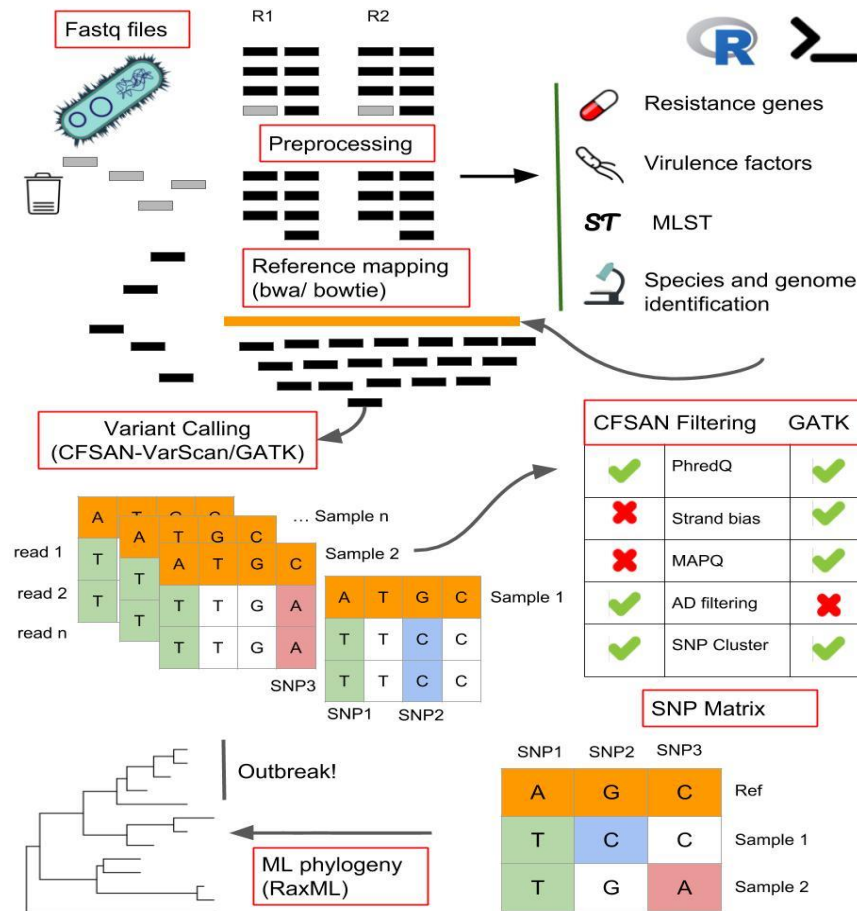 Fastq files
R1 R2
R
Preprocessing
Resistance genes
Virulence factors
ST MLST
Species and genome
identification
Reference mapping
(bwa/ bowtie)
Variant Calling
(CFSAN-VarScan/GATK)
CFSAN Filtering GATK
PhredQ
Strand bias
MAPQ
AD filtering
SNP Cluster
A T G C
... Sample n
A T G C
Sample 2
A T G C
read 1
T
T
T T G A
read 2
T
T
T T G A
read n
SNP3
A T G C
Sample 1
T T C C
T T C C
SNP1 SNP2
SNP Matrix
SNP1 SNP2 SNP3
A G C Ref
T C C Sample 1
T G A Sample 2
Outbreak!
ML phylogeny
(RaxML)